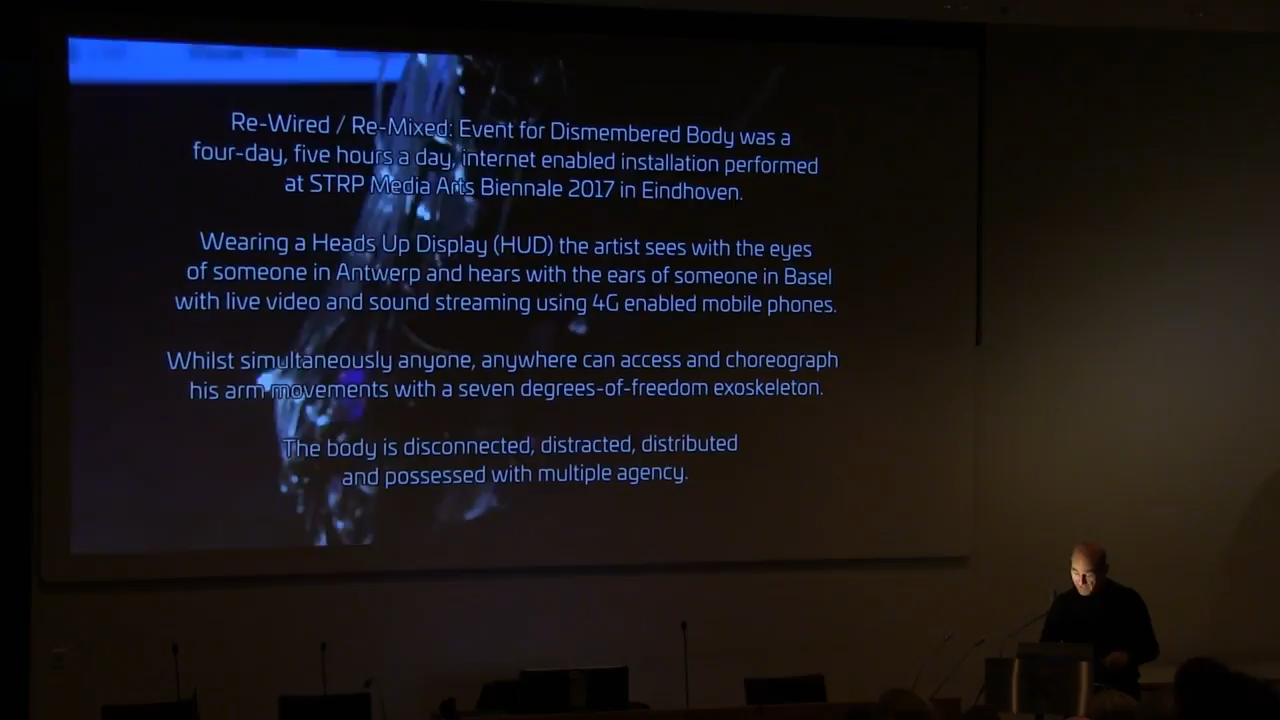 Re-Wired / Re-Mixed: Event for Dismembered Body was a
four-day, five hours a day, internet enabled installation performed
at STRP Media Arts Biennale 2017 in Eindhoven.
Wearing a Heads Up Display (HUD) the artist sees with the eyes
of someone in Antwerp and hears with the ears of someone in Basel
with live video and sound streaming using 4G enabled mobile phones.
Whilst simultaneously anyone, anywhere can access and choreograph
his arm movements with a seven degrees-of-freedom exoskeleton.
The body is disconnected, distracted, distributed
and possessed with multiple agency.